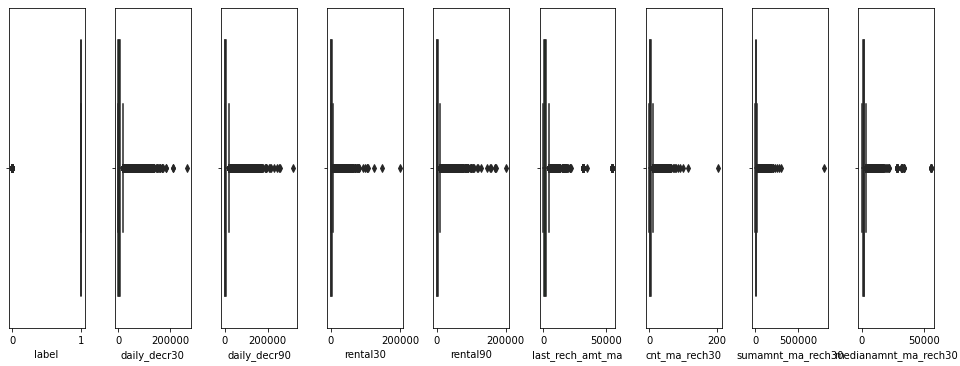 0 1
label
0 200000
daily_decr30
0 200000
daily_decr90
0 200000
rental30
0 200000
rental90
0 50000
last_rech_amt_ma
0 200
cnt_ma_rech30
0 500000
sumamnt_ma_rech30
0 50000
medianamnt_ma_rech30